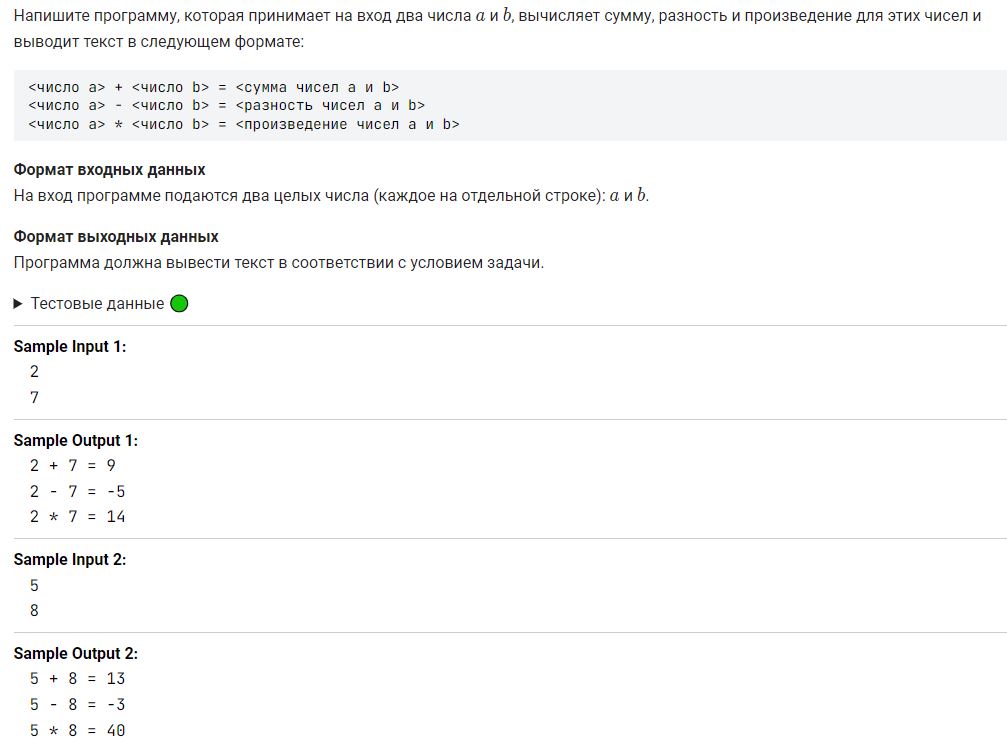 Напишите программу, которая принимает на вход два числа a и b, вычисляет сумму, разность и произведение для этих чисел и
выводит текст в следующем формате:
<число a> + <число b> = <сумма чисел a и b>
<число a> - <число b> = <разность чисел a и b>
<число a> * <число b> = <произведение чисел a и b>
Формат входных данных
На вход программе подаются два целых числа (каждое на отдельной строке): a и b.
Формат выходных данных
Программа должна вывести текст в соответствии с условием задачи.
Тестовые данные
Sample Input 1:
2
7
Sample Output 1:
2 + 7 = 9
2 - 7 = -5
2 * 7 = 14
Sample Input 2:
5
8
Sample Output 2:
5 + 8 = 13
5 - 8 = -3
5 * 8 = 40